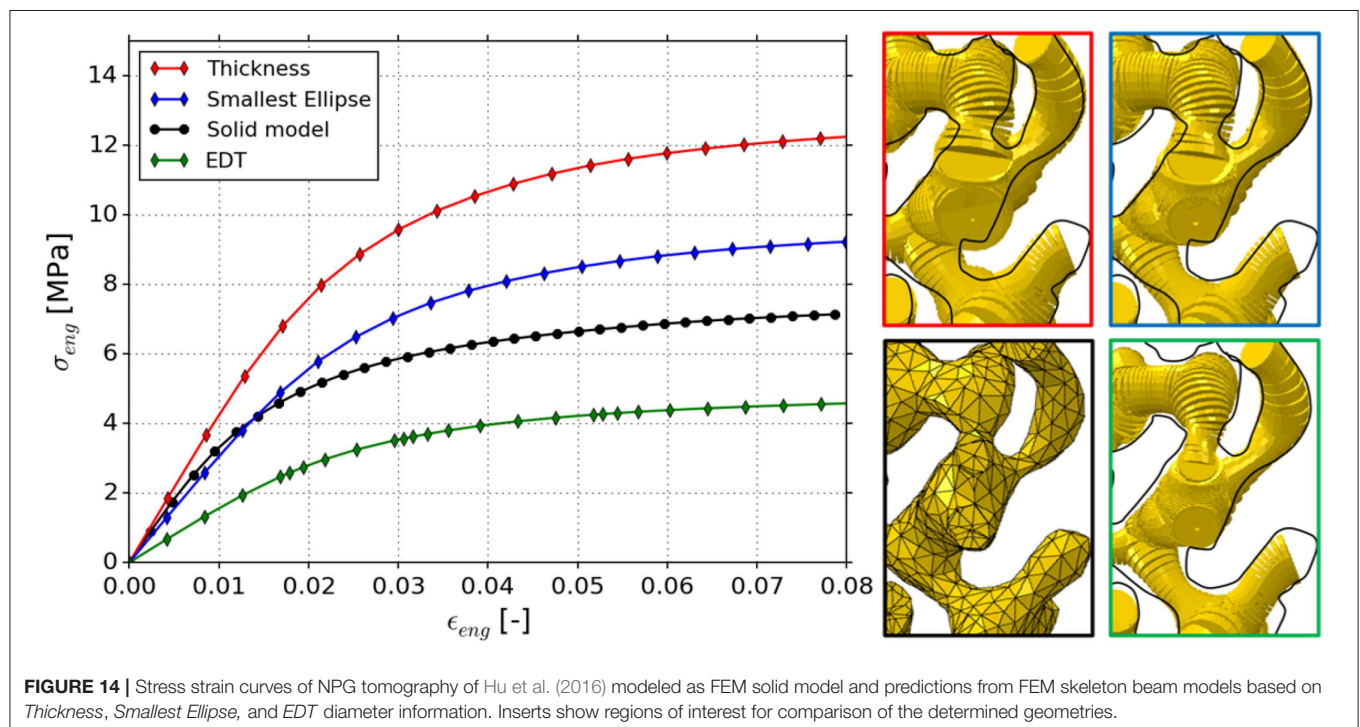 14
12
10
8
6
4
2
0
σeng [MPa]
Thickness
Smallest Ellipse
Solid model
EDT
0.00 0.01 0.02 0.03 0.04 0.05 0.06 0.07 0.08
ϵeng [-]
FIGURE 14 | Stress strain curves of NPG tomography of Hu et al. (2016) modeled as FEM solid model and predictions from FEM skeleton beam models based on
Thickness, Smallest Ellipse, and EDT diameter information. Inserts show regions of interest for comparison of the determined geometries.